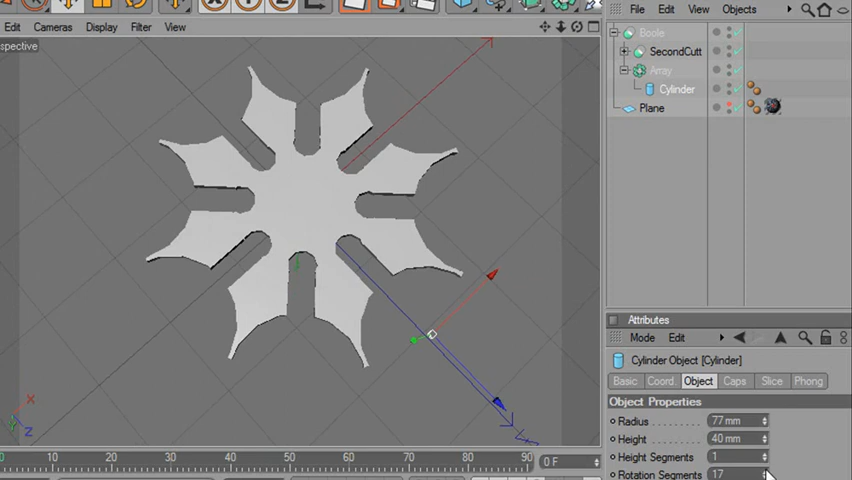 File Edit View Objects
Edit Cameras Display Filter View
spective
Boole
SecondCutt
Array
Cylinder
Plane
Attributes
Mode Edit
Cylinder Object [Cylinder]
Basic Coord. Object Caps Slice Phong
Object Properties
Radius . . . . . . . . 77 mm
Height . . . . . . . . 40 mm
Height Segments 1
Rotation Segments 17
X
Y
Z
0 10 20 30 40 50 60 70 80 90 0 F